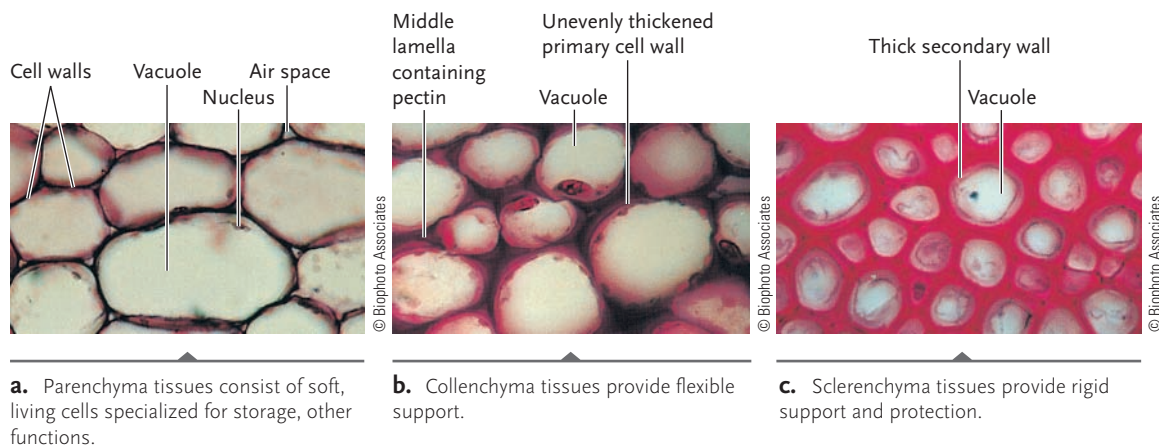 Cell walls
Vacuole
Nucleus
Air space
© Biophoto Associates
a. Parenchyma tissues consist of soft,
living cells specialized for storage, other
functions.
Middle
lamella
containing
pectin
Unevenly thickened
primary cell wall
Vacuole
© Biophoto Associates
b. Collenchyma tissues provide flexible
support.
Thick secondary wall
Vacuole
© Biophoto Associates
c. Sclerenchyma tissues provide rigid
support and protection.